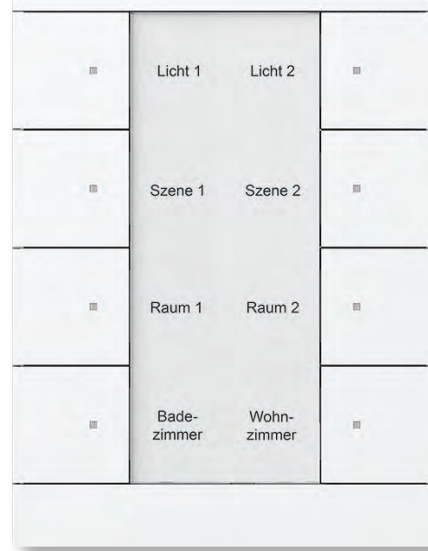 Licht 1 Licht 2
Szene 1 Szene 2
Raum 1 Raum 2
Bade- Wohn-
zimmer zimmer